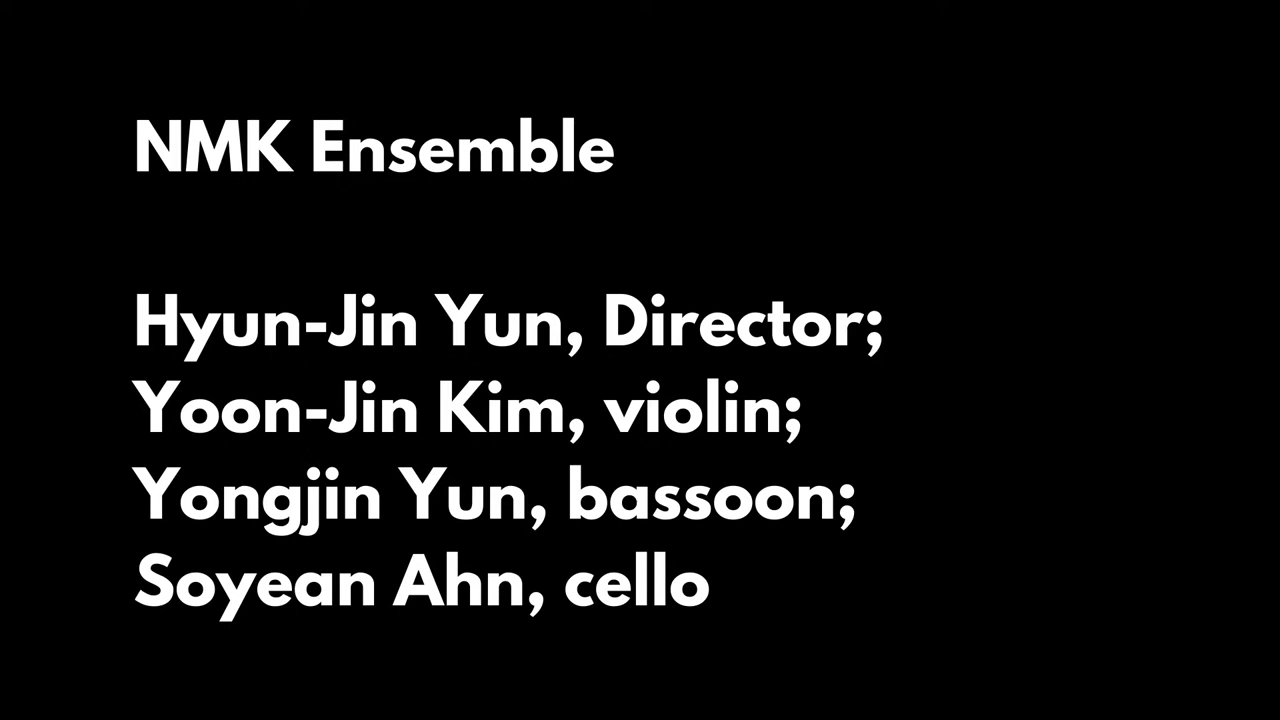 NMK Ensemble
Hyun-Jin Yun, Director;
Yoon-Jin Kim, violin;
Yongjin Yun, bassoon;
Soyean Ahn, cello